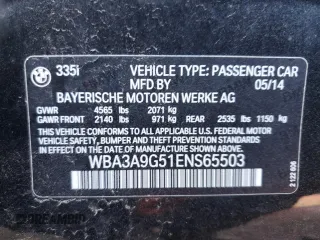 335i VEHICLE TYPE: PASSENGER CAR
MFD BY 05/14
BAYERISCHE MOTOREN WERKE AG
GVWR 4565 lbs 2071 kg
GAWR FRONT 2140 lbs 971 kg REAR 2535 lbs 1150 kg
THIS VEHICLE CONFORMS TO ALL APPLICABLE
FEDERAL MOTOR VEHICLE SAFETY, BUMPER,
AND THEFT PREVENTION STANDARDS IN EFFECT ON
THE DATE OF MANUFACTURE SHOWN ABOVE.
WBA3A9G51ENS65503